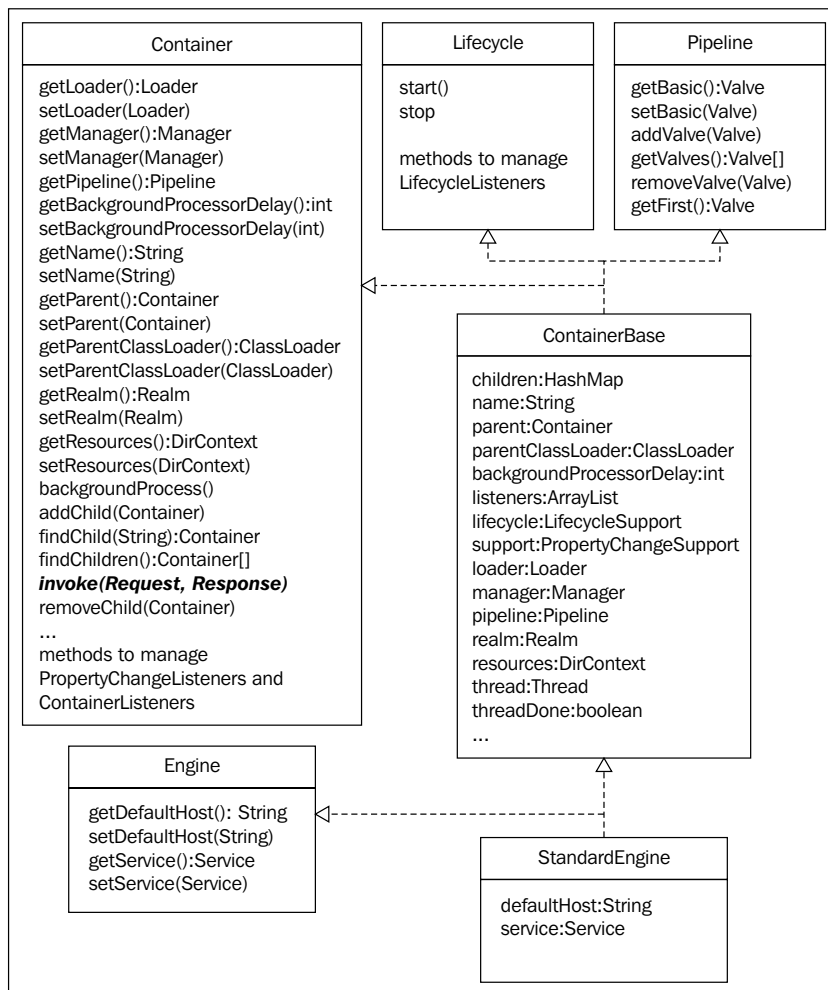 Container
getLoader():Loader
setLoader(Loader)
getManager():Manager
setManager(Manager)
getPipeline():Pipeline
getBackgroundProcessorDelay():int
setBackgroundProcessorDelay(int)
getName():String
setName(String)
getParent():Container
setParent(Container)
getParentClassLoader():ClassLoader
setParentClassLoader(ClassLoader)
getRealm():Realm
setRealm(Realm)
getResources():DirContext
setResources(DirContext)
backgroundProcess()
addChild(Container)
findChild(String):Container
findChildren():Container[]
invoke(Request, Response)
removeChild(Container)
...
methods to manage
PropertyChangeListeners and
ContainerListeners
Lifecycle
start()
stop
methods to manage
LifecycleListeners
Pipeline
getBasic():Valve
setBasic(Valve)
addValve(Valve)
getValves():Valve[]
removeValve(Valve)
getFirst():Valve
ContainerBase
children:HashMap
name:String
parent:Container
parentClassLoader:ClassLoader
backgroundProcessorDelay:int
listeners:ArrayList
lifecycle:LifecycleSupport
support:PropertyChangeSupport
loader:Loader
manager:Manager
pipeline:Pipeline
realm:Realm
resources:DirContext
thread:Thread
threadDone:boolean
...
Engine
getDefaultHost(): String
setDefaultHost(String)
getService():Service
setService(Service)
StandardEngine
defaultHost:String
service:Service